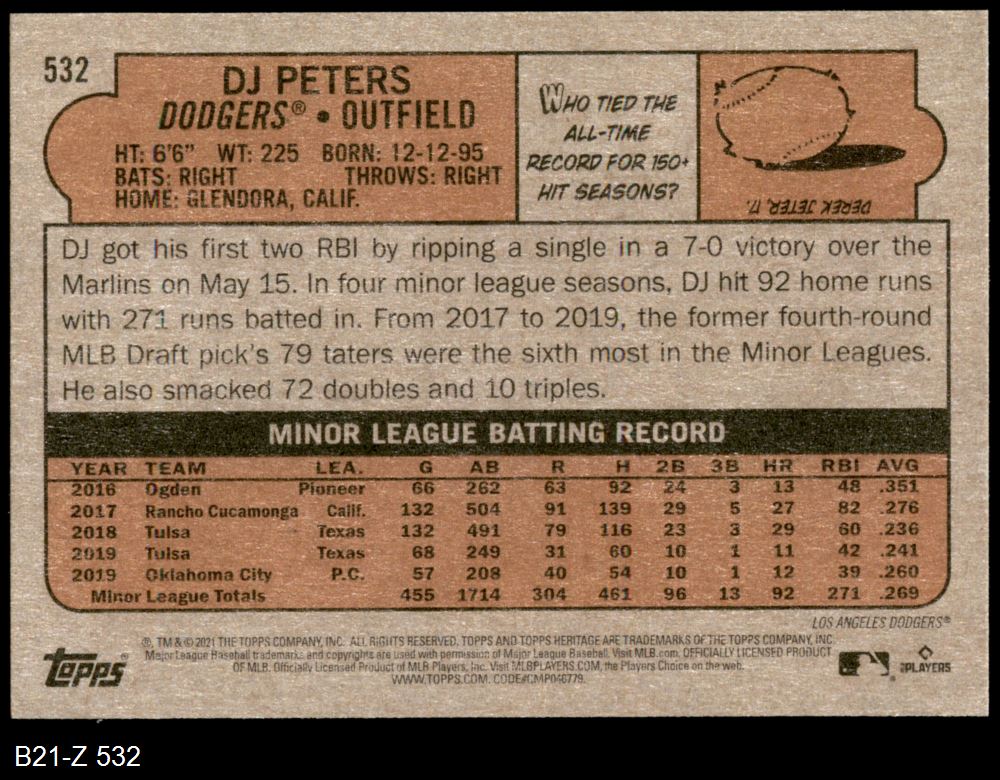 532
DJ PETERS
DODGERS® • OUTFIELD
HT: 6'6" WT: 225 BORN: 12-12-95
BATS: RIGHT THROWS: RIGHT
HOME: GLENDORA, CALIF.
WHO TIED THE
ALL-TIME
RECORD FOR 150+
HIT SEASONS?
DEREK JETER, 17.
DJ got his first two RBI by ripping a single in a 7-0 victory over the
Marlins on May 15. In four minor league seasons, DJ hit 92 home runs
with 271 runs batted in. From 2017 to 2019, the former fourth-round
MLB Draft pick's 79 taters were the sixth most in the Minor Leagues.
He also smacked 72 doubles and 10 triples.
MINOR LEAGUE BATTING RECORD
YEAR TEAM LEA. G AB R H 2B 3B HR RBI AVG
2016 Ogden Pioneer 66 262 63 92 24 3 13 48 .351
2017 Rancho Cucamonga Calif. 132 504 91 139 29 5 27 82 .276
2018 Tulsa Texas 132 491 79 116 23 3 29 60 .236
2019 Tulsa Texas 68 249 31 60 10 1 11 42 .241
2019 Oklahoma City P.C. 57 208 40 54 10 1 12 39 .260
Minor League Totals 455 1714 304 461 96 13 92 271 .269
LOS ANGELES DODGERS®
®, TM & © 2021 THE TOPPS COMPANY, INC. ALL RIGHTS RESERVED. TOPPS AND TOPPS HERITAGE ARE TRADEMARKS OF THE TOPPS COMPANY, INC.
Major League Baseball trademarks and copyrights are used with permission of Major League Baseball. Visit MLB.com. OFFICIALLY LICENSED PRODUCT
OF MLB. Officially Licensed Product of MLB Players, Inc. Visit MLBPLAYERS.COM, the Players Choice on the web.
WWW.TOPPS.COM. CODE#CMP046779.
Topps®
PLAYERS
B21-Z 532